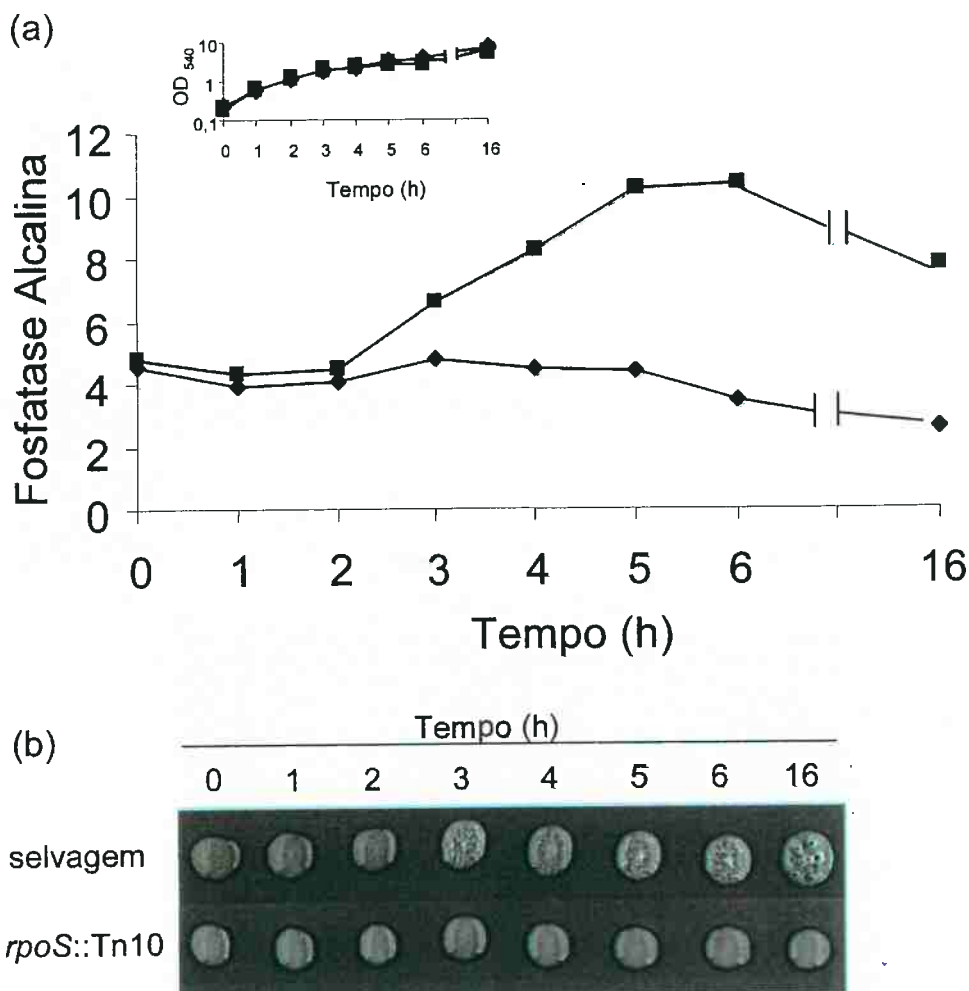 (a)
OD 540
10
1
0,1
0 1 2 3 4 5 6 16
Tempo (h)
Fosfatase Alcalina
12
10
8
6
4
2
0
0 1 2 3 4 5 6 16
Tempo (h)
(b)
Tempo (h)
0 1 2 3 4 5 6 16
selvagem
rpoS::Tn10